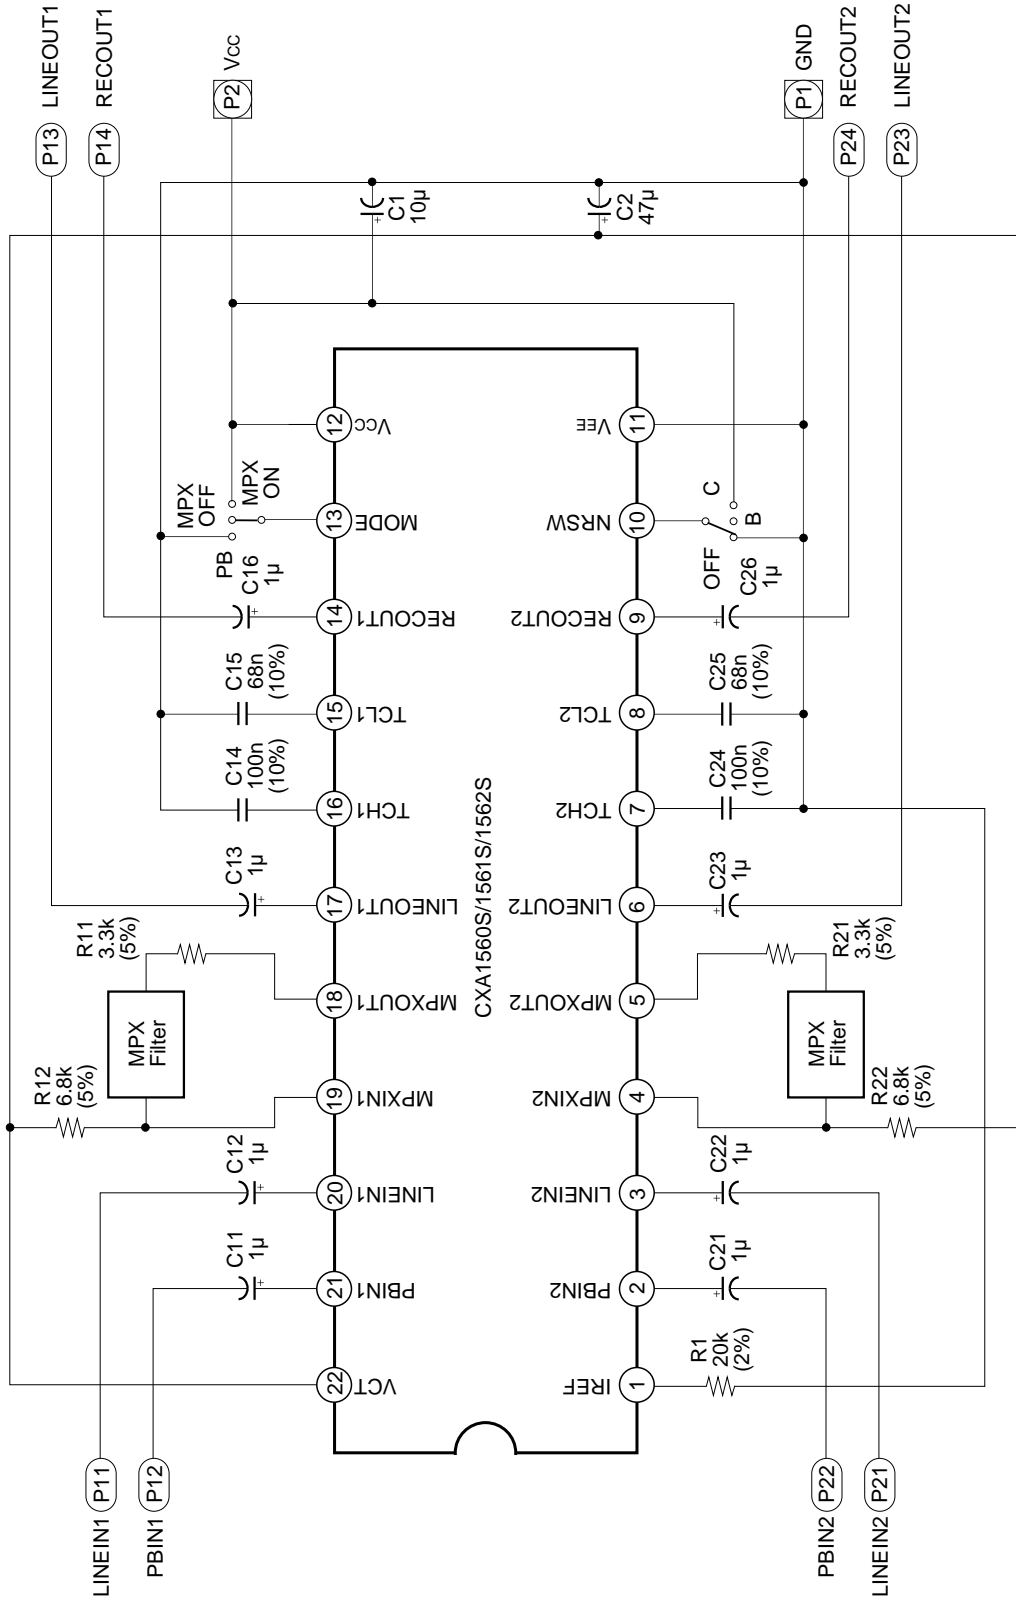 LINEOUT1
P13
RECOUT1
P14
Vcc
P2
GND
P1
RECOUT2
P24
LINEOUT2
P23
C1
10µ
C2
47µ
12
Vcc
VEE
11
MPX
OFF
MPX
ON
PB
13
MODE
NRSW
10
C
B
OFF
C16
1µ
14
RECOUT1
RECOUT2
9
C26
1µ
C15
68n
(10%)
15
TCL1
TCL2
8
C25
68n
(10%)
C14
100n
(10%)
16
TCH1
TCH2
7
C24
100n
(10%)
C13
1µ
17
LINEOUT1
LINEOUT2
6
C23
1µ
CXA1560S/1561S/1562S
R11
3.3k
(5%)
MPX
Filter
18
MPXOUT1
MPXOUT2
5
R21
3.3k
(5%)
MPX
Filter
R12
6.8k
(5%)
19
MPXIN1
MPXIN2
4
R22
6.8k
(5%)
C12
1µ
20
LINEIN1
LINEIN2
3
C22
1µ
C11
1µ
21
PBIN1
PBIN2
2
C21
1µ
22
VCT
IREF
1
R1
20k
(2%)
LINEIN1 P11
PBIN1 P12
PBIN2 P22
LINEIN2 P21